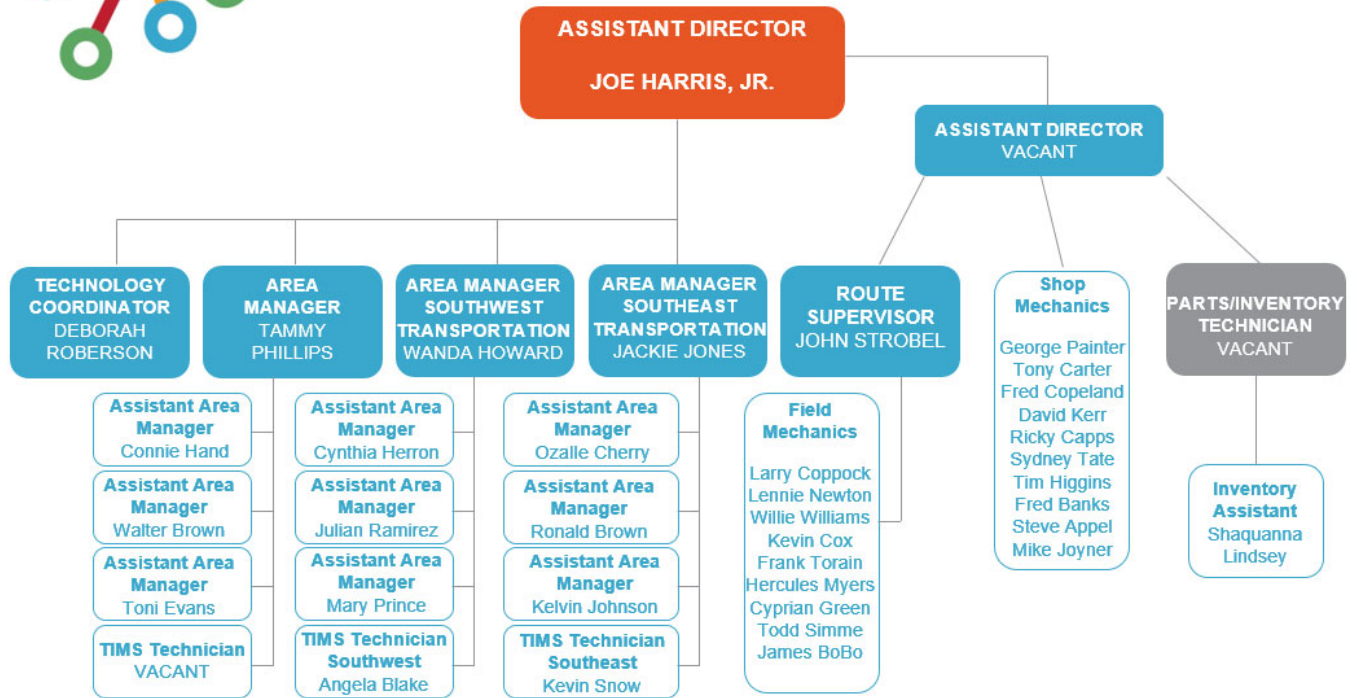 ASSISTANT DIRECTOR
JOE HARRIS, JR.
ASSISTANT DIRECTOR
VACANT
TECHNOLOGY
COORDINATOR
DEBORAH
ROBERSON
AREA
MANAGER
TAMMY
PHILLIPS
AREA MANAGER
SOUTHWEST
TRANSPORTATION
WANDA HOWARD
AREA MANAGER
SOUTHEAST
TRANSPORTATION
JACKIE JONES
ROUTE
SUPERVISOR
JOHN STROBEL
Shop
Mechanics
George Painter
Tony Carter
Fred Copeland
David Kerr
Ricky Capps
Sydney Tate
Tim Higgins
Fred Banks
Steve Appel
Mike Joyner
PARTS/INVENTORY
TECHNICIAN
VACANT
Assistant Area
Manager
Connie Hand
Assistant Area
Manager
Walter Brown
Assistant Area
Manager
Toni Evans
TIMS Technician
VACANT
Assistant Area
Manager
Cynthia Herron
Assistant Area
Manager
Julian Ramirez
Assistant Area
Manager
Mary Prince
TIMS Technician
Southwest
Angela Blake
Assistant Area
Manager
Ozalle Cherry
Assistant Area
Manager
Ronald Brown
Assistant Area
Manager
Kelvin Johnson
TIMS Technician
Southeast
Kevin Snow
Field
Mechanics
Larry Coppock
Lennie Newton
Willie Williams
Kevin Cox
Frank Torain
Hercules Myers
Cyprian Green
Todd Simme
James BoBo
Inventory
Assistant
Shaquanna
Lindsey